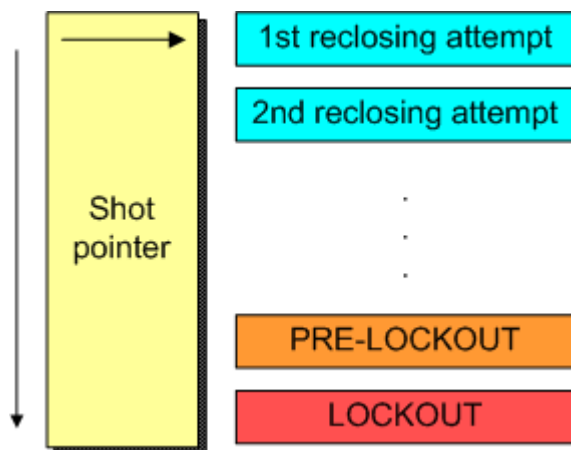 1st reclosing attempt
2nd reclosing attempt
Shot
pointer
.
.
.
PRE-LOCKOUT
LOCKOUT